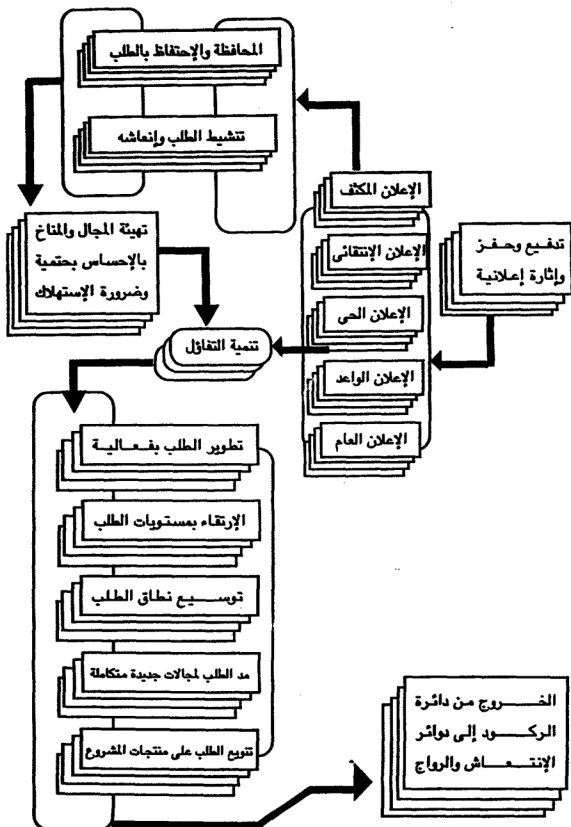 المحافظة والإحتفاظ بالطلب
تنشيط الطلب وإنعاشه
الإعلان المكثف
تهيئة المجال والمناخ
بالإحساس بحتمية
وضرورة الإستهلاك
الإعلان الإنتقائى
تدفيع وحفز
وإثارة إعلانية
الإعلان الحى
تنمية التفاؤل
الإعلان الواعد
الإعلان العام
تطوير الطلب بفعالية
الإرتقاء بمستويات الطلب
توسيع نطاق الطلب
مد الطلب لمجالات جديدة متكاملة
تنويع الطلب على منتجات المشروع
الخروج من دائرة
الركود إلى دوائر
الإنتعاش والرواج